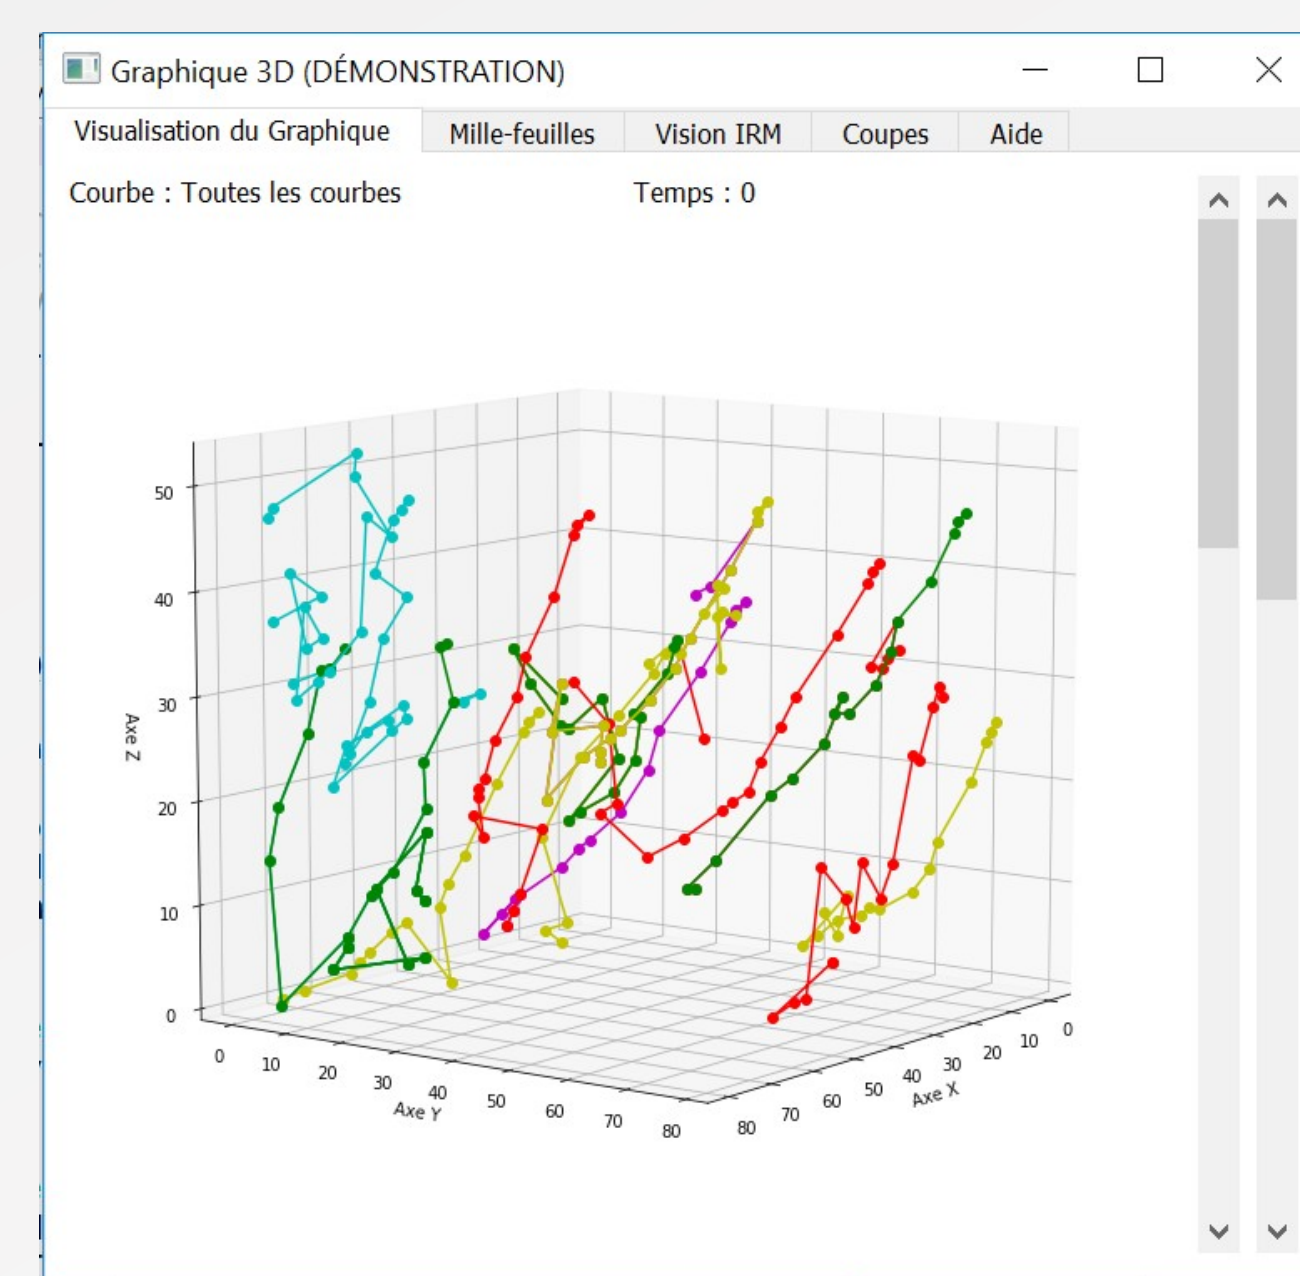 Graphique 3D (DÉMONSTRATION)
Visualisation du Graphique Mille-feuilles Vision IRM Coupes Aide
Courbe : Toutes les courbes Temps : 0
50
40
30
20
10
0
Axe Z
0 10 20 30 40 50 60 70 80
Axe Y
80 70 60 50 40 30 20 10 0
Axe X